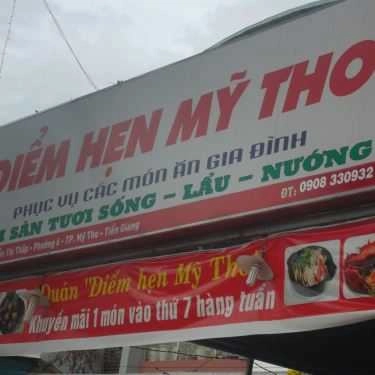 ĐIỂM HẸN MỸ THO
PHỤC VỤ CÁC MÓN ĂN GIA ĐÌNH
SẢN TƯƠI SỐNG - LẨU - NƯỚNG
Thị Thập - Phường 6 - TP. Mỹ Tho - Tiền Giang
ĐT: 0908 330932
Quán "Điểm hẹn Mỹ Tho
Khuyến mãi 1 món vào thứ 7 hàng tuần